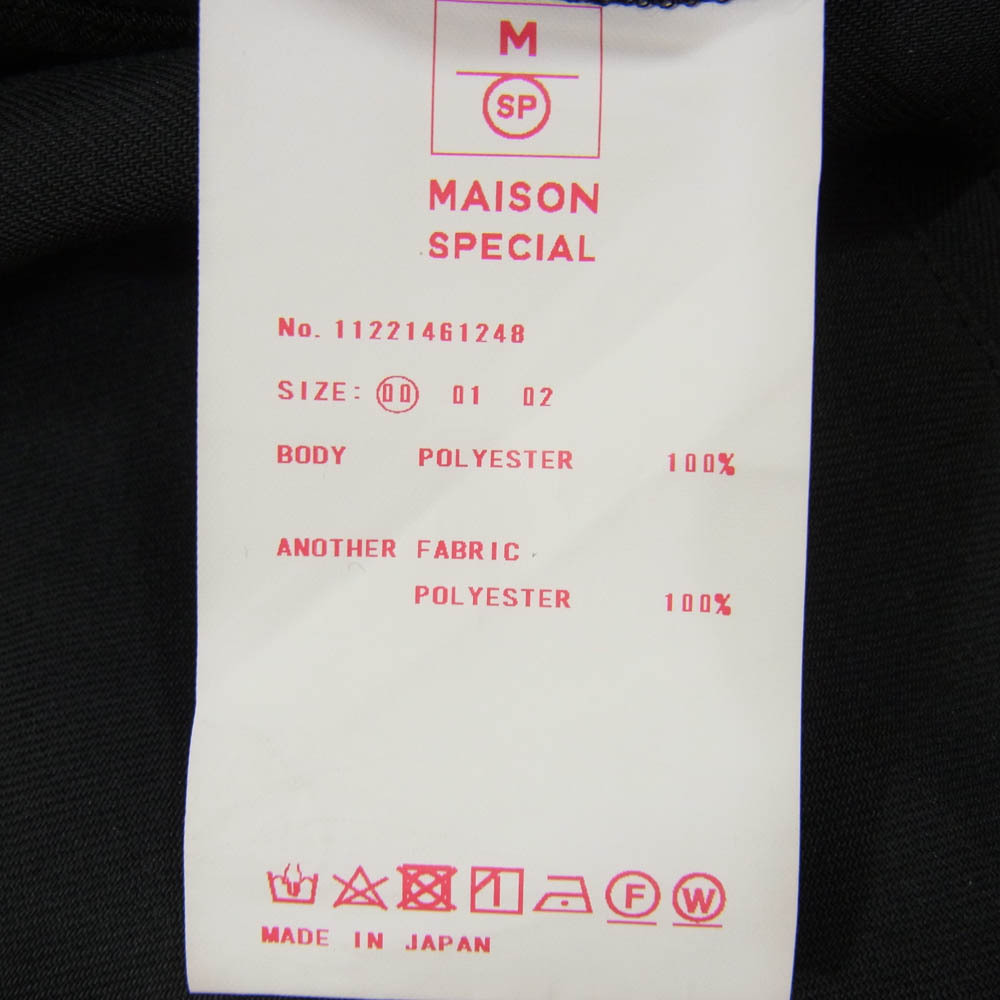 M
SP
MAISON
SPECIAL
No. 11221461248
SIZE: 00 01 02
BODY POLYESTER 100%
ANOTHER FABRIC
POLYESTER 100%
F W
MADE IN JAPAN